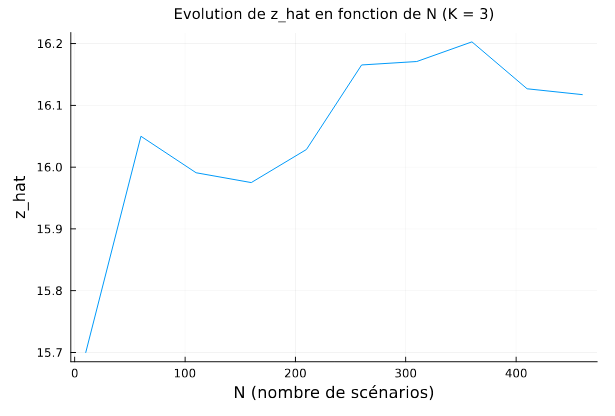 Evolution de z_hat en fonction de N (K = 3)
16.2
16.1
16.0
15.9
15.8
15.7
z_hat
0 100 200 300 400
N (nombre de scénarios)